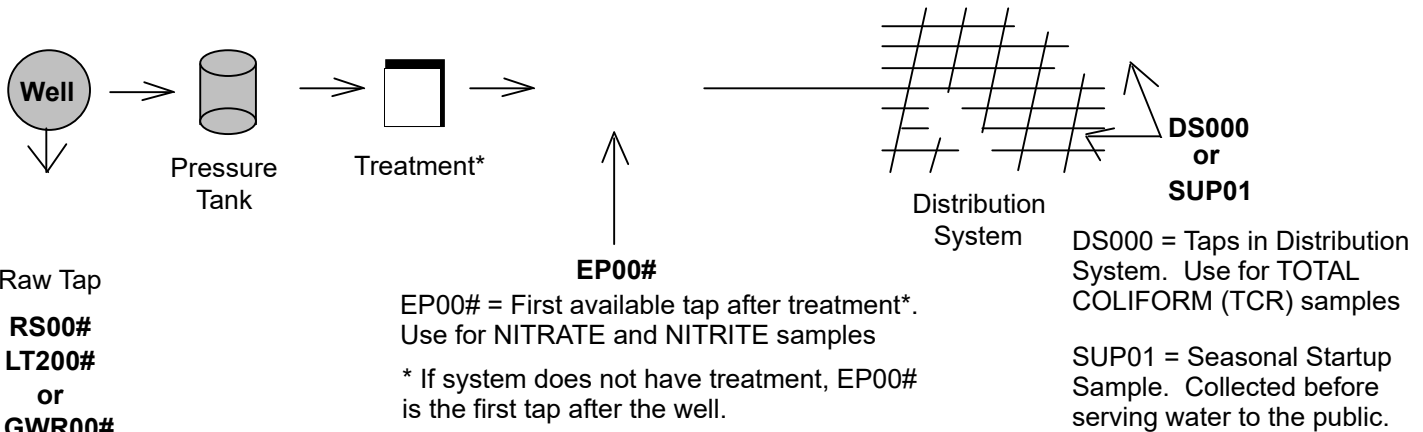 Well
Pressure
Tank
Treatment*
Distribution
System
DS000
or
SUP01
Raw Tap
RS00#
LT200#
or
GWR00#
EP00#
EP00# = First available tap after treatment*.
Use for NITRATE and NITRITE samples
* If system does not have treatment, EP00#
is the first tap after the well.
DS000 = Taps in Distribution
System. Use for TOTAL
COLIFORM (TCR) samples
SUP01 = Seasonal Startup
Sample. Collected before
serving water to the public.